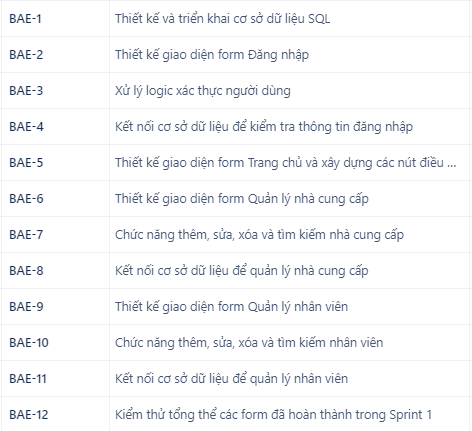 BAE-1 Thiết kế và triển khai cơ sở dữ liệu SQL
BAE-2 Thiết kế giao diện form Đăng nhập
BAE-3 Xử lý logic xác thực người dùng
BAE-4 Kết nối cơ sở dữ liệu để kiểm tra thông tin đăng nhập
BAE-5 Thiết kế giao diện form Trang chủ và xây dựng các nút điều ...
BAE-6 Thiết kế giao diện form Quản lý nhà cung cấp
BAE-7 Chức năng thêm, sửa, xóa và tìm kiếm nhà cung cấp
BAE-8 Kết nối cơ sở dữ liệu để quản lý nhà cung cấp
BAE-9 Thiết kế giao diện form Quản lý nhân viên
BAE-10 Chức năng thêm, sửa, xóa và tìm kiếm nhân viên
BAE-11 Kết nối cơ sở dữ liệu để quản lý nhân viên
BAE-12 Kiểm thử tổng thể các form đã hoàn thành trong Sprint 1